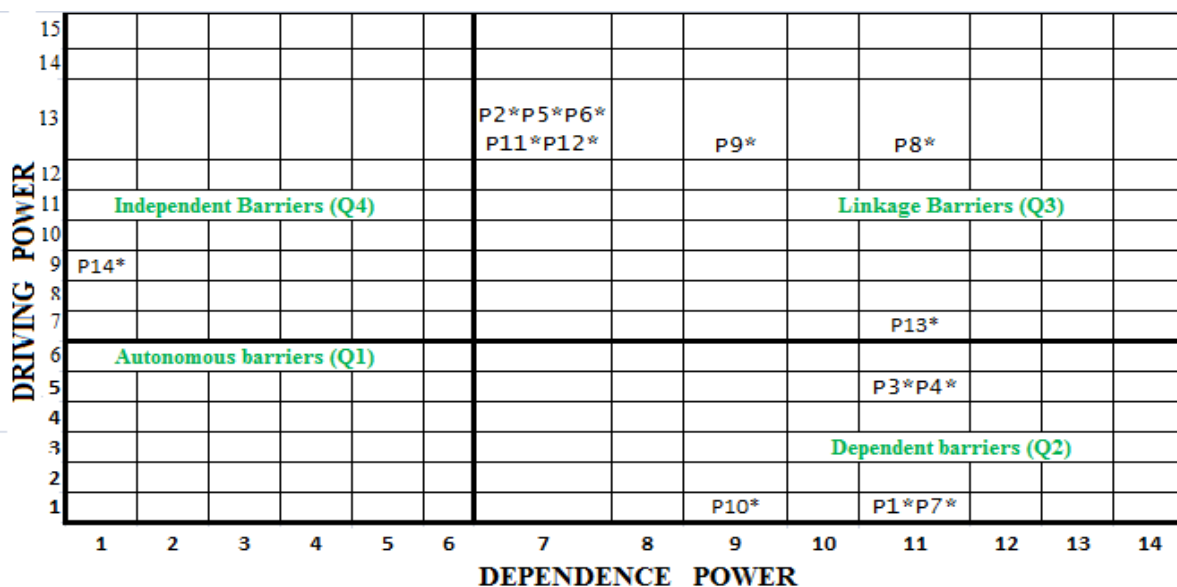 15
14
13
P2*P5*P6*
P11*P12*
P9*
P8*
12
11
Independent Barriers (Q4)
Linkage Barriers (Q3)
10
9
P14*
8
7
P13*
6
Autonomous barriers (Q1)
5
P3*P4*
4
3
Dependent barriers (Q2)
2
1
P10*
P1*P7*
DRIVING POWER
1 2 3 4 5 6 7 8 9 10 11 12 13 14
DEPENDENCE POWER